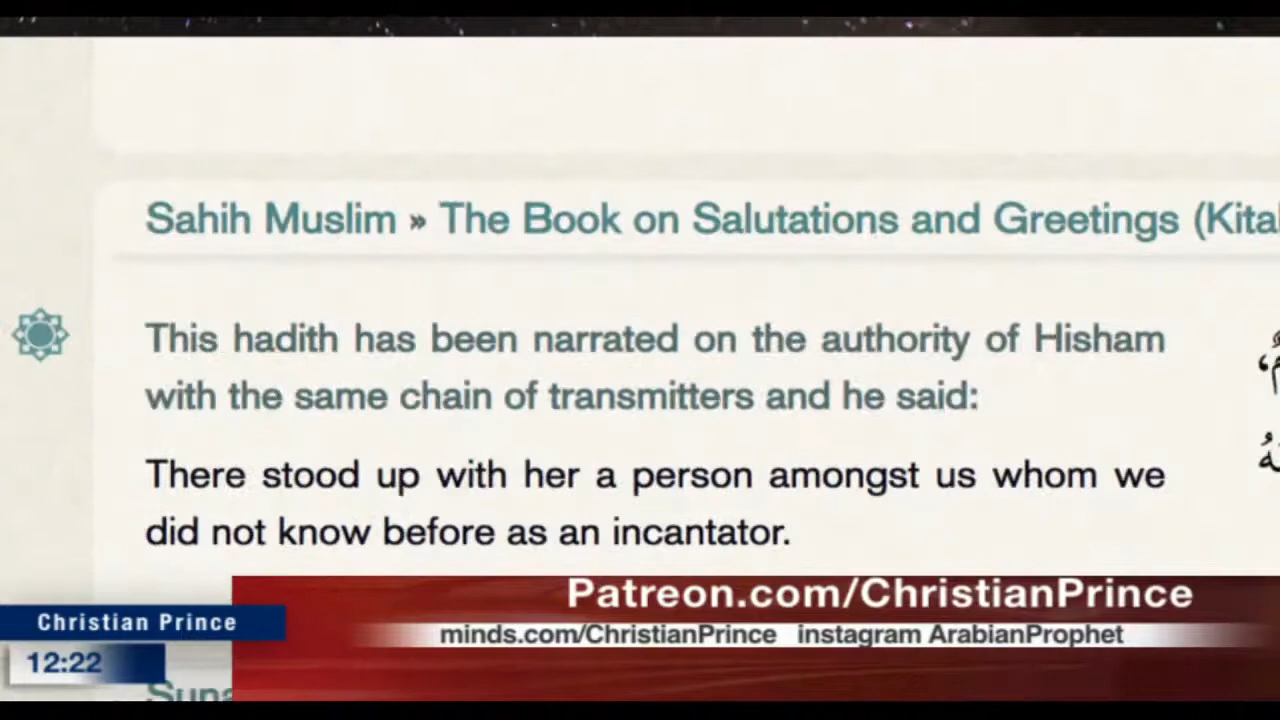 Sahih Muslim » The Book on Salutations and Greetings
This hadith has been narrated on the authority of Hisham
with the same chain of transmitters and he said:
There stood up with her a person amongst us whom we
did not know before as an incantator.
Patreon.com/ChristianPrince
Christian Prince
minds.com/ChristianPrince instagram ArabianProphet
12:22